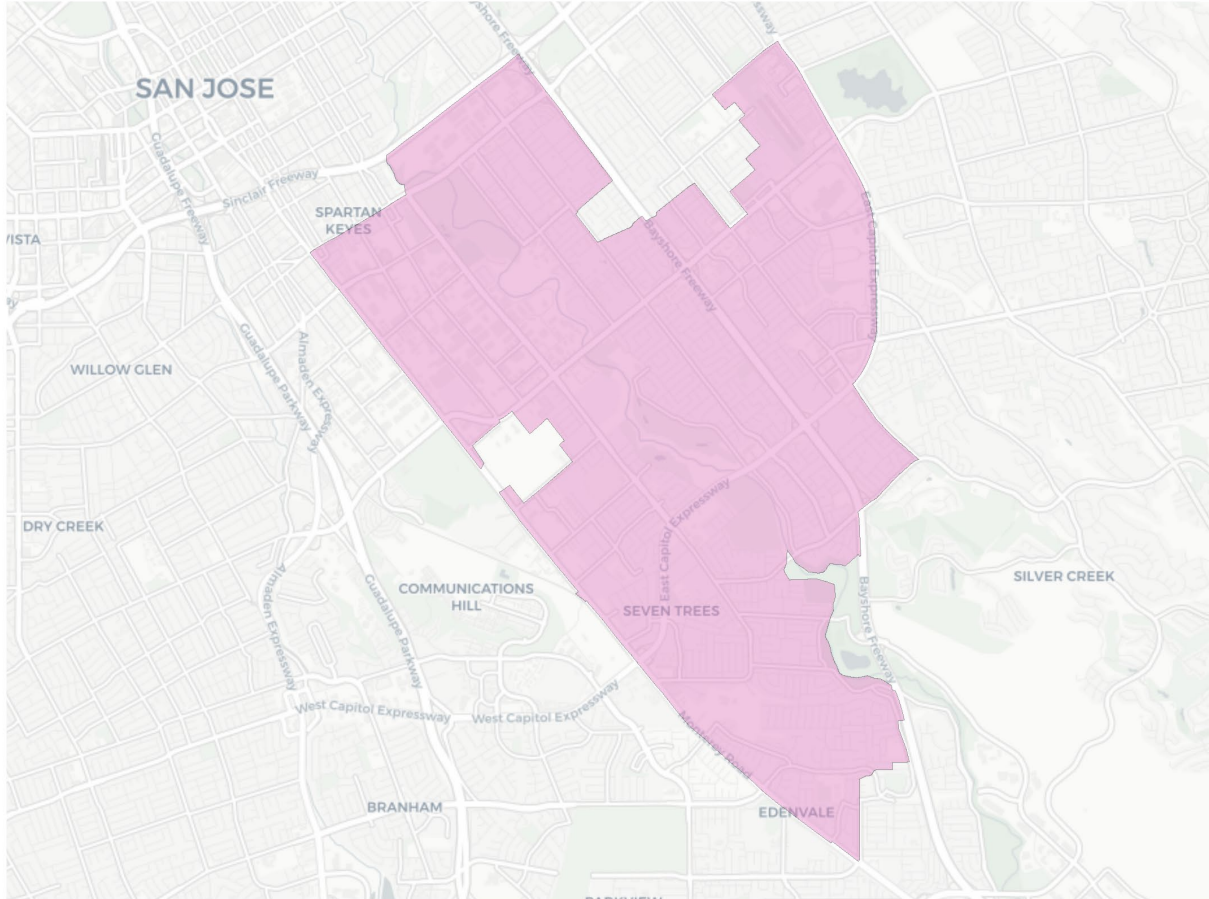 SAN JOSE
Guadalupe Freeway
Sinclair Freeway
SPARTAN
KEYES
VISTA
Bayshore Freeway
East Capitol Expressway
WILLOW GLEN
Guadalupe Parkway
Almaden Expressway
DRY CREEK
East Capitol Expressway
COMMUNICATIONS
HILL
SEVEN TREES
SILVER CREEK
Almaden Expressway
Guadalupe Parkway
Bayshore Freeway
West Capitol Expressway
West Capitol Expressway
Monterey Road
BRANHAM
EDENVALE